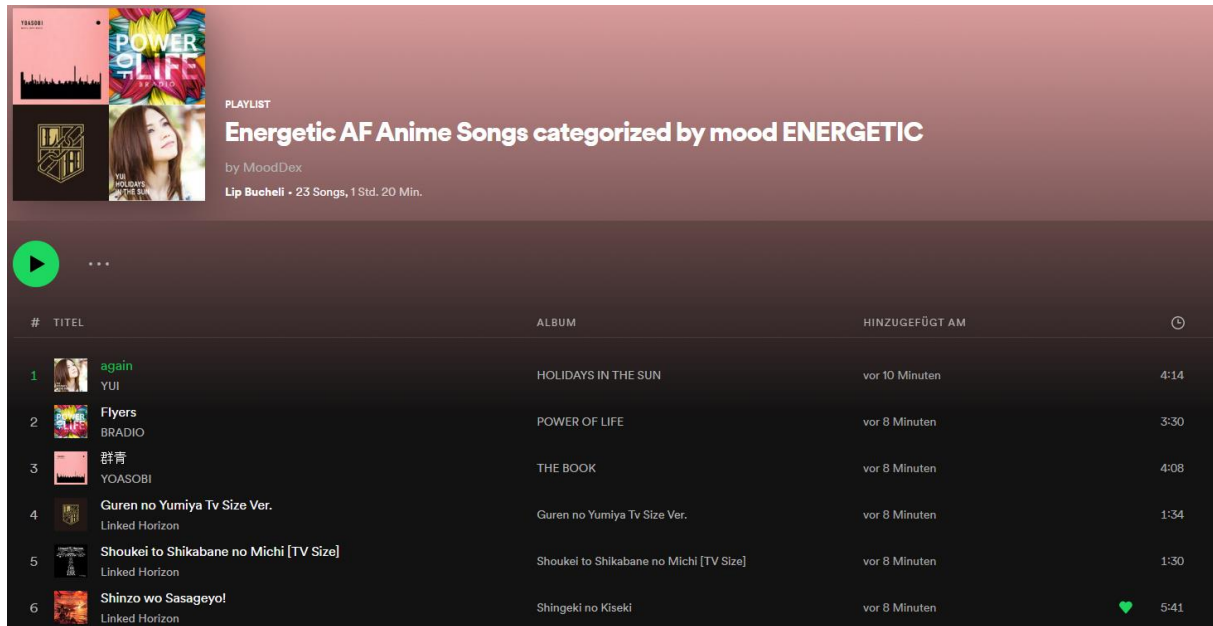 YOASOBI
POWER
OF
LIFE
BRADIO
YUI
HOLIDAYS
IN THE SUN
PLAYLIST
Energetic AF Anime Songs categorized by mood ENERGETIC
by MoodDex
Lip Bucheli • 23 Songs, 1 Std. 20 Min.
# TITEL ALBUM HINZUGEFÜGT AM
1 again HOLIDAYS IN THE SUN vor 10 Minuten 4:14
YUI
2 Flyers POWER OF LIFE vor 8 Minuten 3:30
BRADIO
3 群青 THE BOOK vor 8 Minuten 4:08
YOASOBI
4 Guren no Yumiya Tv Size Ver. Guren no Yumiya Tv Size Ver. vor 8 Minuten 1:34
Linked Horizon
5 Shoukei to Shikabane no Michi [TV Size] Shoukei to Shikabane no Michi [TV Size] vor 8 Minuten 1:30
Linked Horizon
6 Shinzo wo Sasageyo! Shingeki no Kiseki vor 8 Minuten 5:41
Linked Horizon